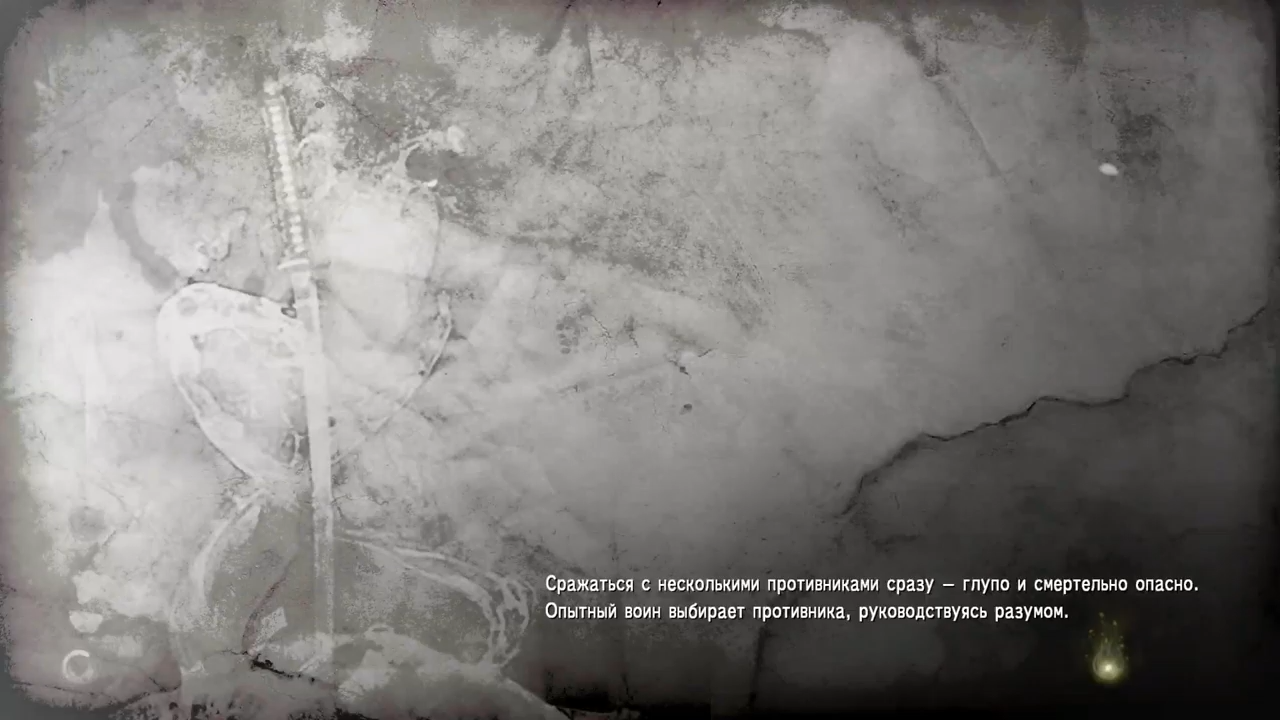 Сражаться с несколькими противниками сразу – глупо и смертельно опасно.
Опытный воин выбирает противника, руководствуясь разумом.